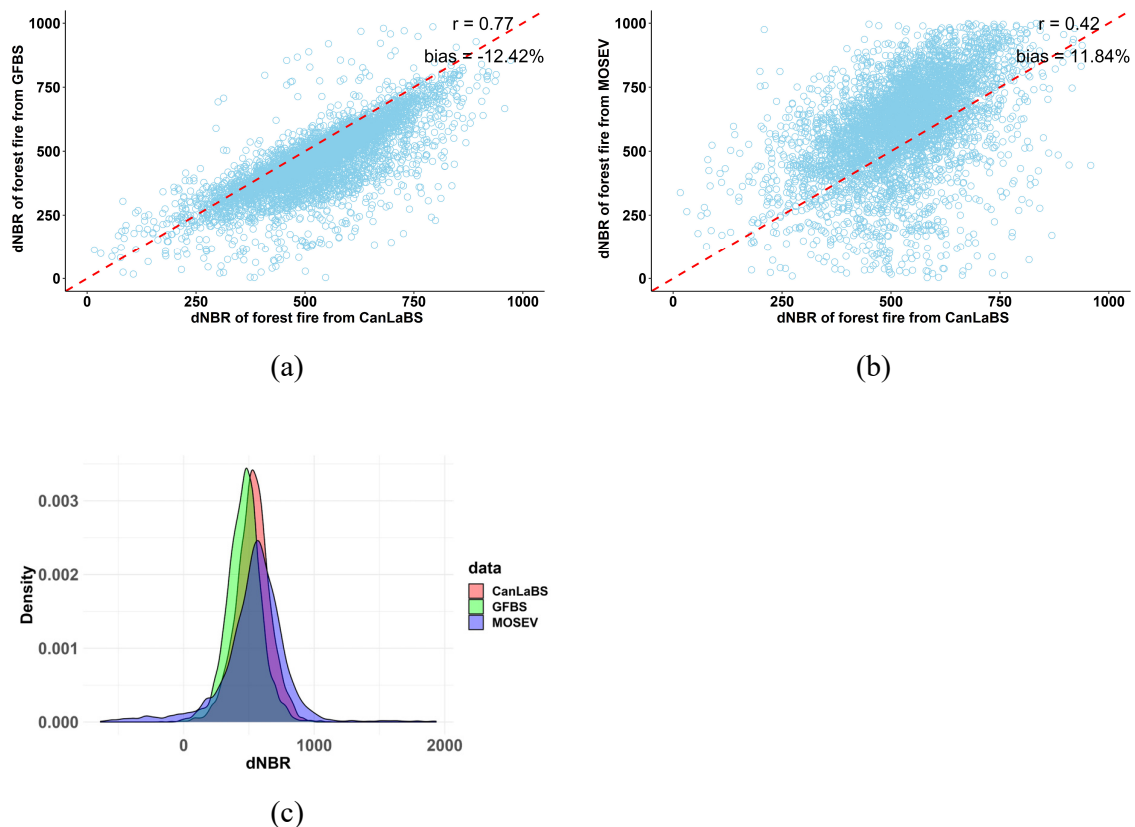 dNBR of forest fire from GFBS
1000
750
500
250
0
r = 0.77
bias = -12.42%
0
250
500
750
1000
dNBR of forest fire from CanLaBS
(a)
dNBR of forest fire from MOSEV
1000
750
500
250
0
r = 0.42
bias = 11.84%
0
250
500
750
1000
dNBR of forest fire from CanLaBS
(b)
Density
0.003
0.002
0.001
0.000
0
1000
2000
dNBR
data
CanLaBS
GFBS
MOSEV
(c)